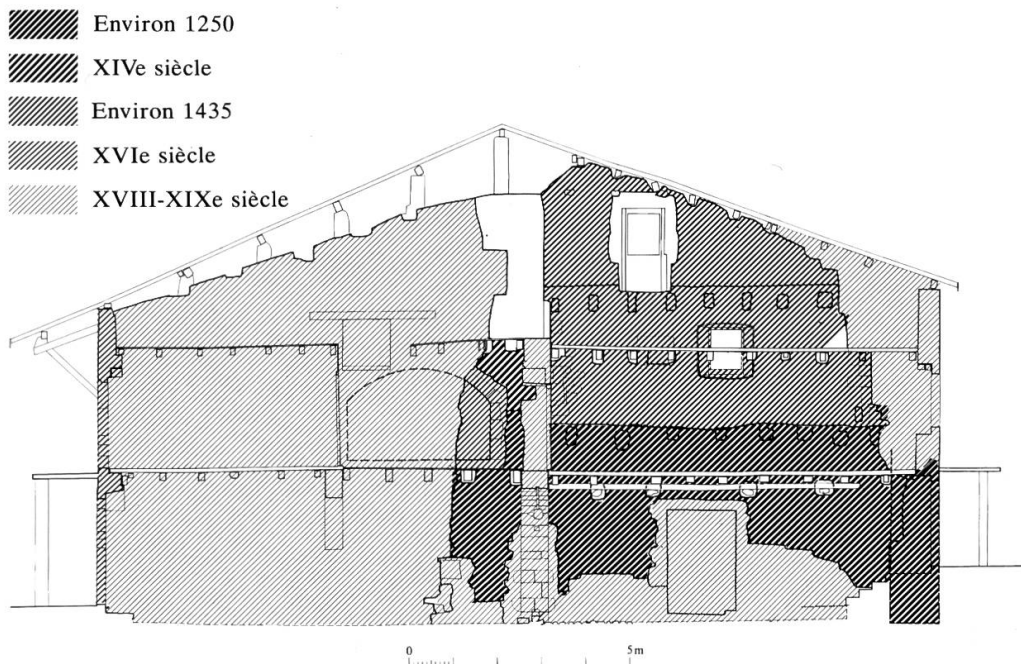 Environ 1250
XIVe siècle
Environ 1435
XVIe siècle
XVIII-XIXe siècle
0 5m